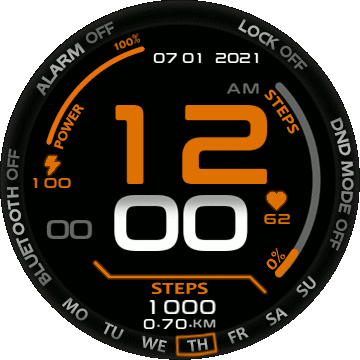 ALARM OFF
LOCK OFF
100%
07 01 2021
AM
POWER
STEPS
12
DND MODE OFF
100
62
00
00
BLUETOOTH OFF
0%
STEPS
1000
0.70 KM
MO TU WE TH FR SA SU